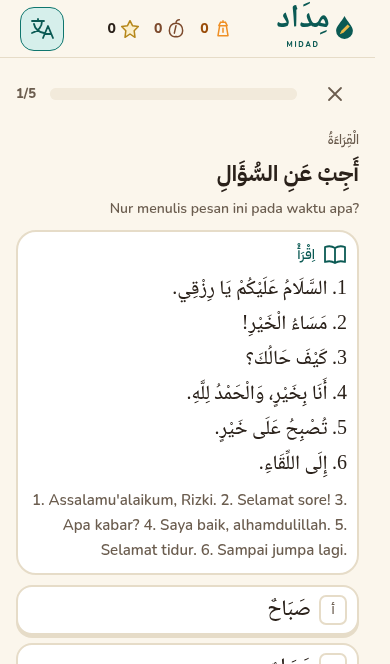 0 0 0 مِدَاد
MIDAD
1/5
الْقِرَاءَةُ
أَجِبْ عَنِ السُّؤَالِ
Nur menulis pesan ini pada waktu apa?
اِقْرَأْ
1. السَّلَامُ عَلَيْكُمْ يَا رِزْقِي.
2. مَسَاءُ الْخَيْرِ!
3. كَيْفَ حَالُكَ؟
4. أَنَا بِخَيْرٍ، وَالْحَمْدُ لِلَّهِ.
5. تُصْبِحُ عَلَى خَيْرٍ.
6. إِلَى اللِّقَاءِ.
1. Assalamu'alaikum, Rizki. 2. Selamat sore! 3.
Apa kabar? 4. Saya baik, alhamdulillah. 5.
Selamat tidur. 6. Sampai jumpa lagi.
أ صَبَاحٌ